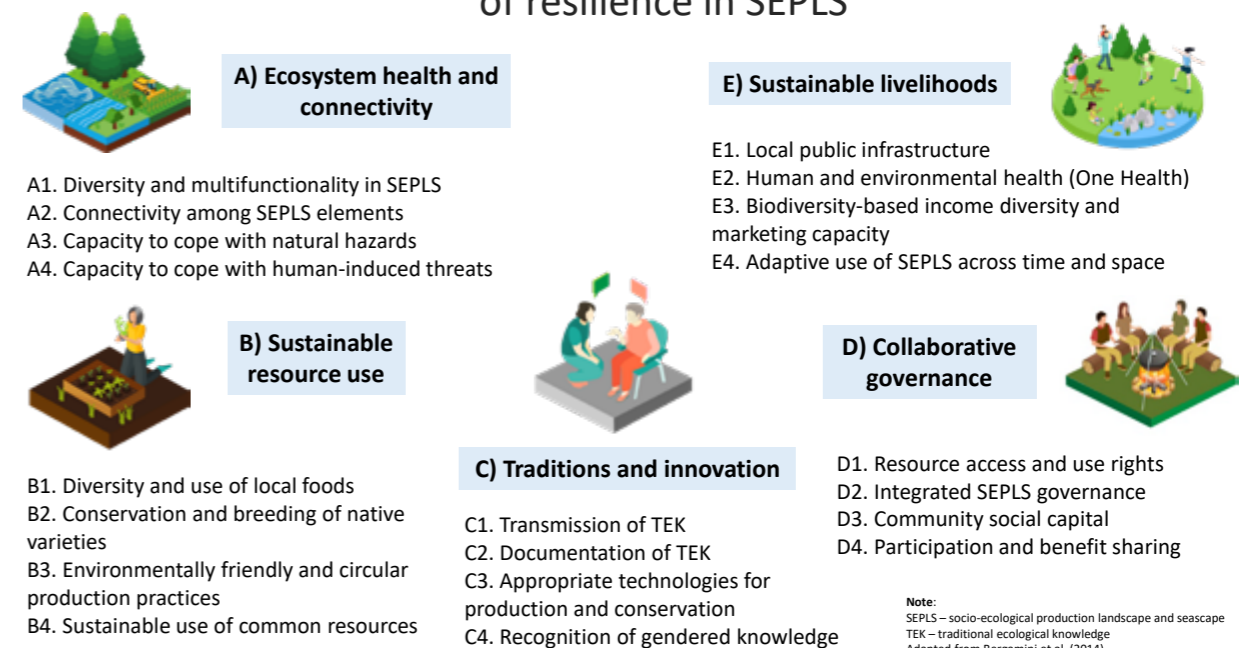 of resilience in SEPLS
A) Ecosystem health and
connectivity
A1. Diversity and multifunctionality in SEPLS
A2. Connectivity among SEPLS elements
A3. Capacity to cope with natural hazards
A4. Capacity to cope with human-induced threats
B) Sustainable
resource use
B1. Diversity and use of local foods
B2. Conservation and breeding of native
varieties
B3. Environmentally friendly and circular
production practices
B4. Sustainable use of common resources
C) Traditions and innovation
C1. Transmission of TEK
C2. Documentation of TEK
C3. Appropriate technologies for
production and conservation
C4. Recognition of gendered knowledge
D) Collaborative
governance
D1. Resource access and use rights
D2. Integrated SEPLS governance
D3. Community social capital
D4. Participation and benefit sharing
E) Sustainable livelihoods
E1. Local public infrastructure
E2. Human and environmental health (One Health)
E3. Biodiversity-based income diversity and
marketing capacity
E4. Adaptive use of SEPLS across time and space
Note:
SEPLS – socio-ecological production landscape and seascape
TEK – traditional ecological knowledge
Adapted from Bergamini et al. (2014)